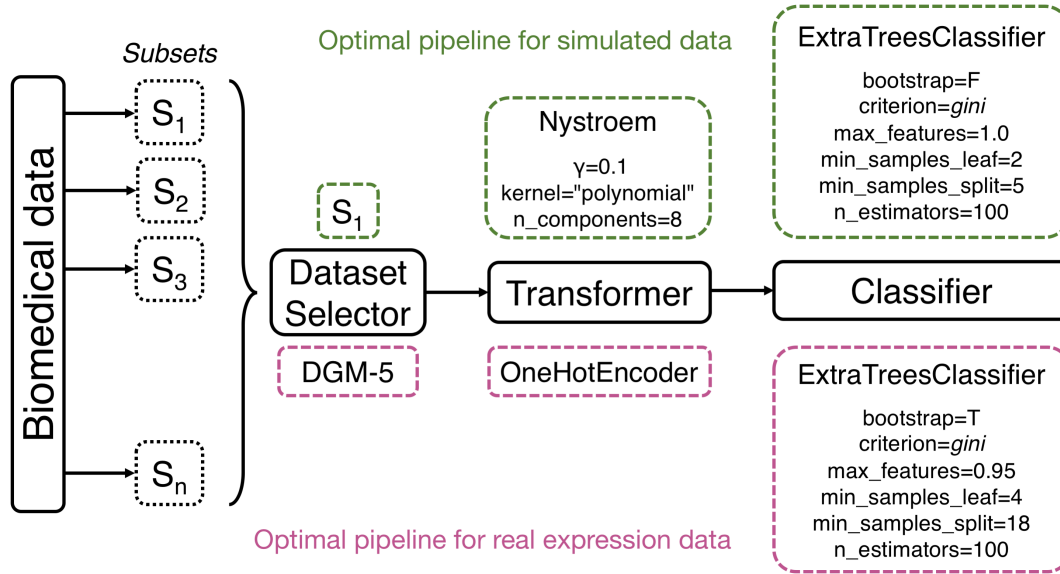 Biomedical data
Subsets
S₁
S₂
S₃
Sₙ
Optimal pipeline for simulated data
S₁
Nystroem
γ=0.1
kernel="polynomial"
n_components=8
ExtraTreesClassifier
bootstrap=F
criterion=gini
max_features=1.0
min_samples_leaf=2
min_samples_split=5
n_estimators=100
Dataset
Selector
Transformer
Classifier
DGM-5
OneHotEncoder
ExtraTreesClassifier
bootstrap=T
criterion=gini
max_features=0.95
min_samples_leaf=4
min_samples_split=18
n_estimators=100
Optimal pipeline for real expression data